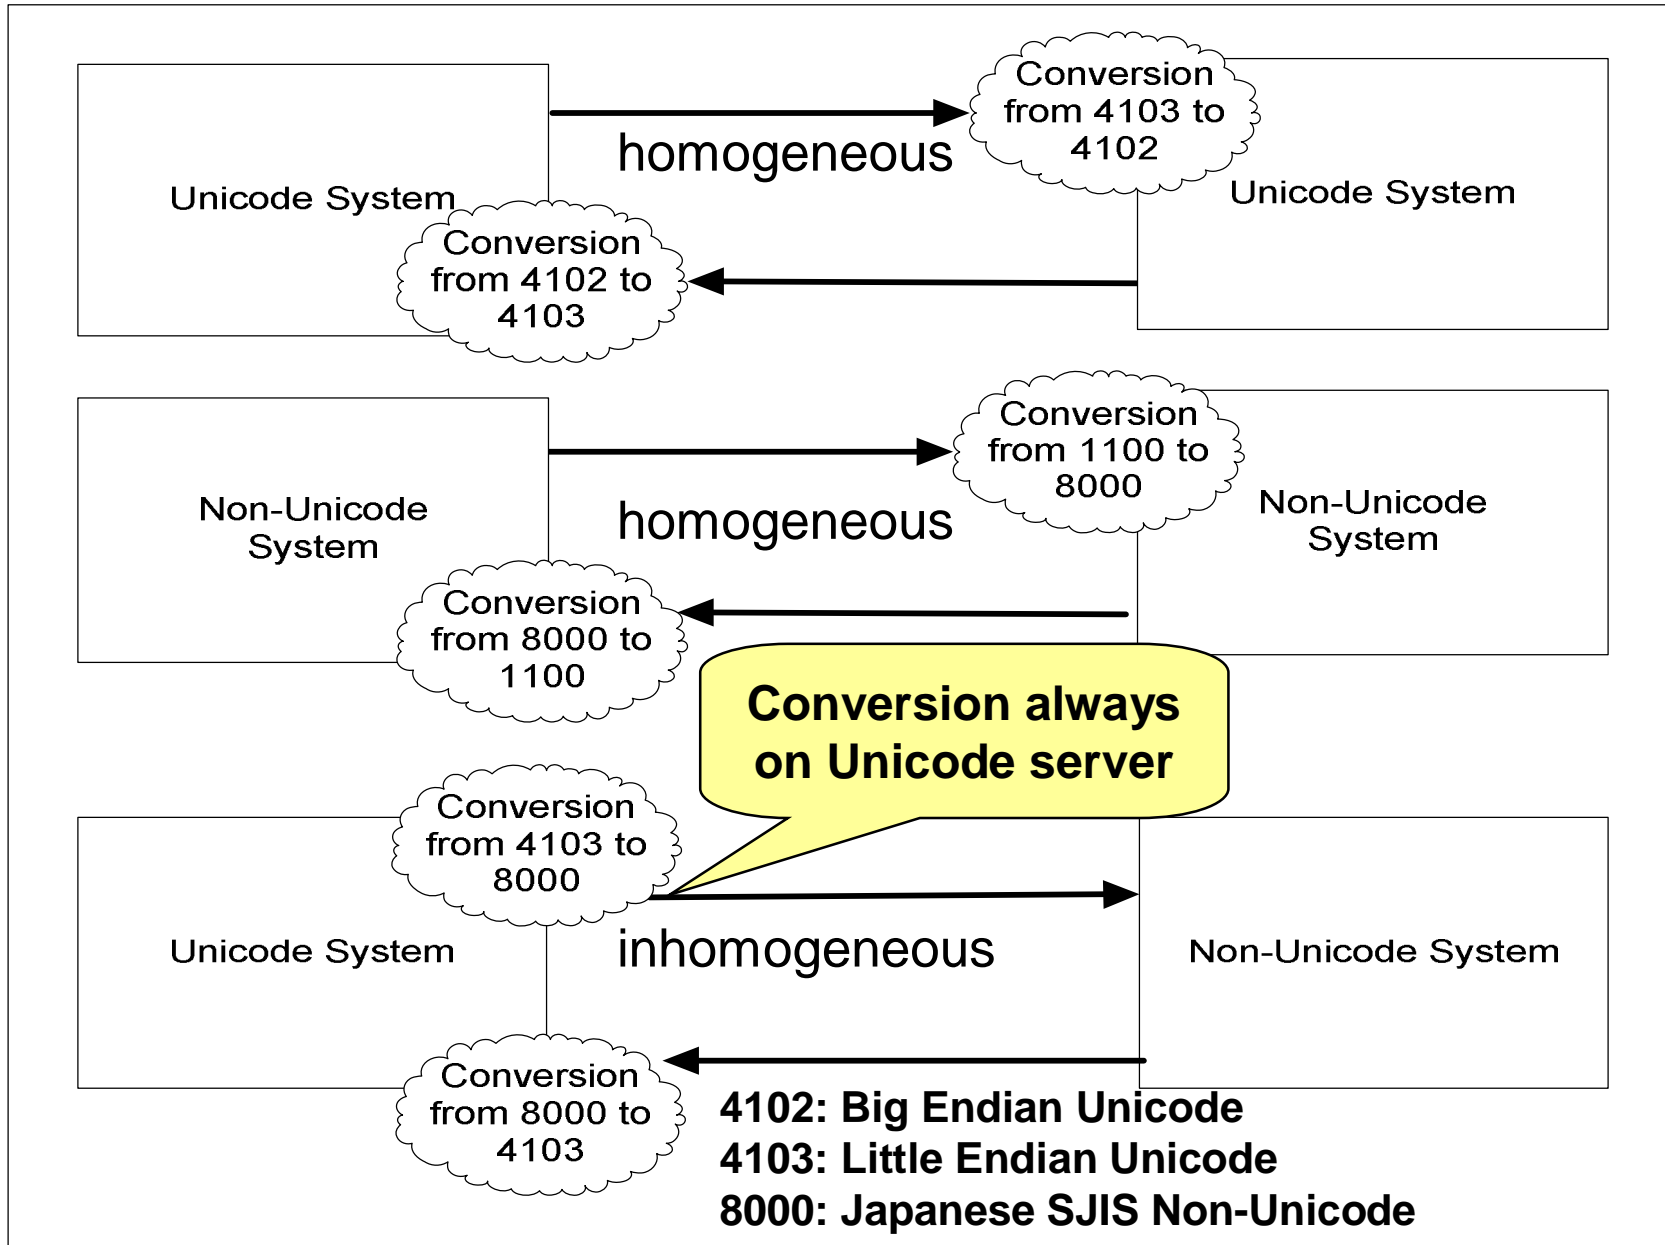 Conversion
from 4103 to
4102
homogeneous
Unicode System
Unicode System
Conversion
from 4102 to
4103
Conversion
from 1100 to
8000
Non-Unicode
System
homogeneous
Non-Unicode
System
Conversion
from 8000 to
1100
Conversion always
on Unicode server
Conversion
from 4103 to
8000
Unicode System
inhomogeneous
Non-Unicode System
Conversion
from 8000 to
4103
4102: Big Endian Unicode
4103: Little Endian Unicode
8000: Japanese SJIS Non-Unicode